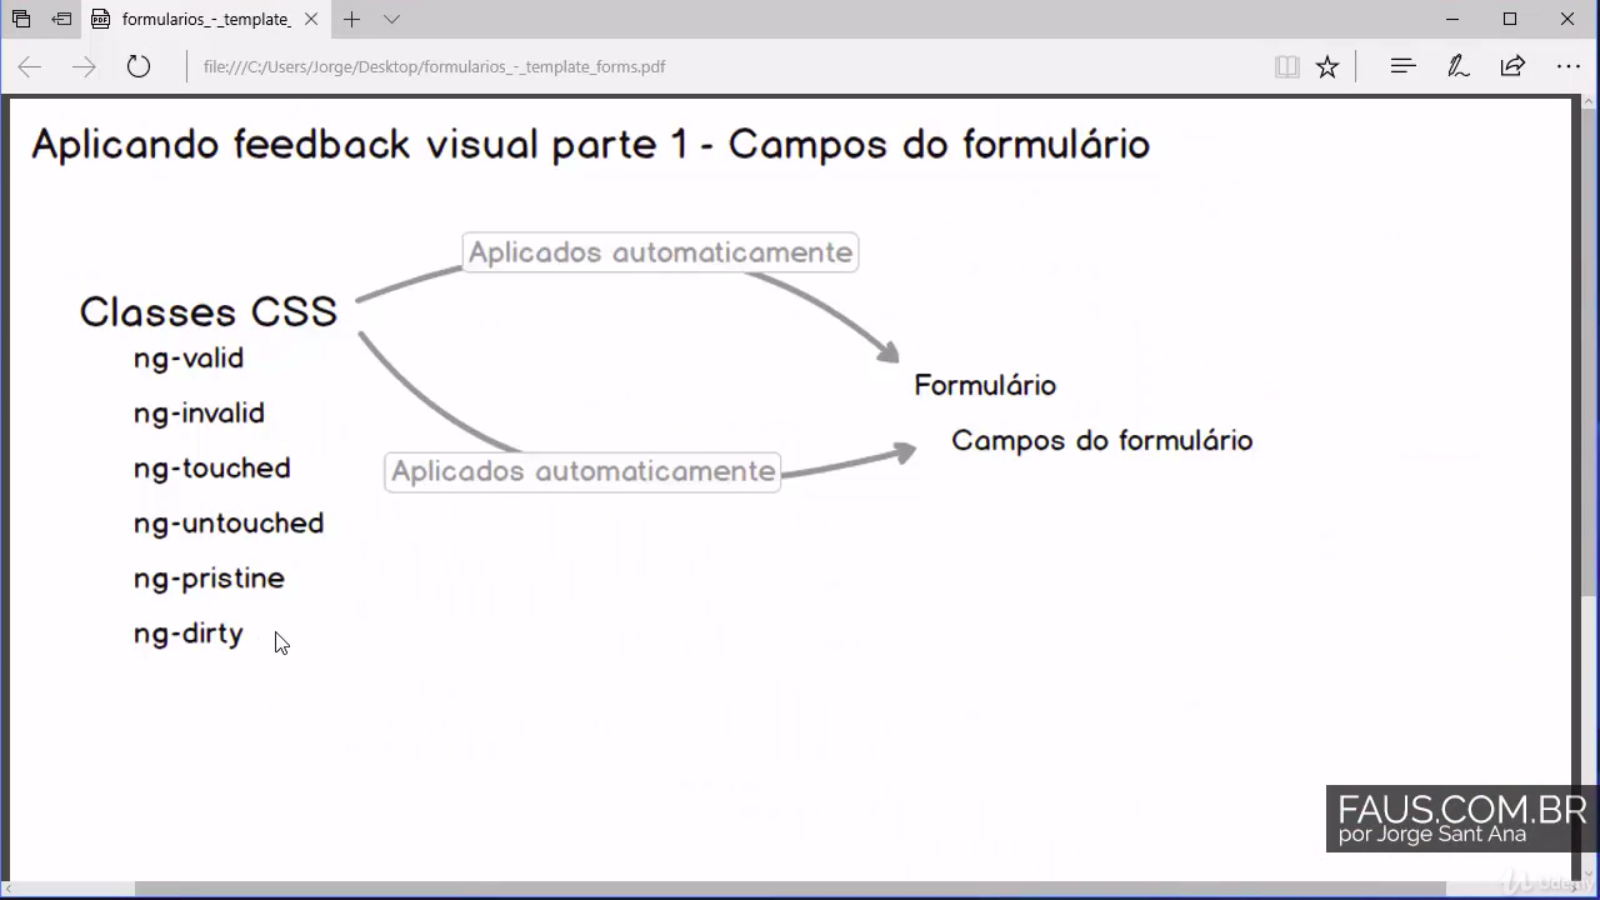 formularios_-_template_
file:///C:/Users/Jorge/Desktop/formularios_-_template_forms.pdf
Aplicando feedback visual parte 1 - Campos do formulário
Aplicados automaticamente
Classes CSS
ng-valid
Formulário
ng-invalid
Campos do formulário
ng-touched
Aplicados automaticamente
ng-untouched
ng-pristine
ng-dirty
FAUS.COM.BR
por Jorge Sant Ana
Udemy